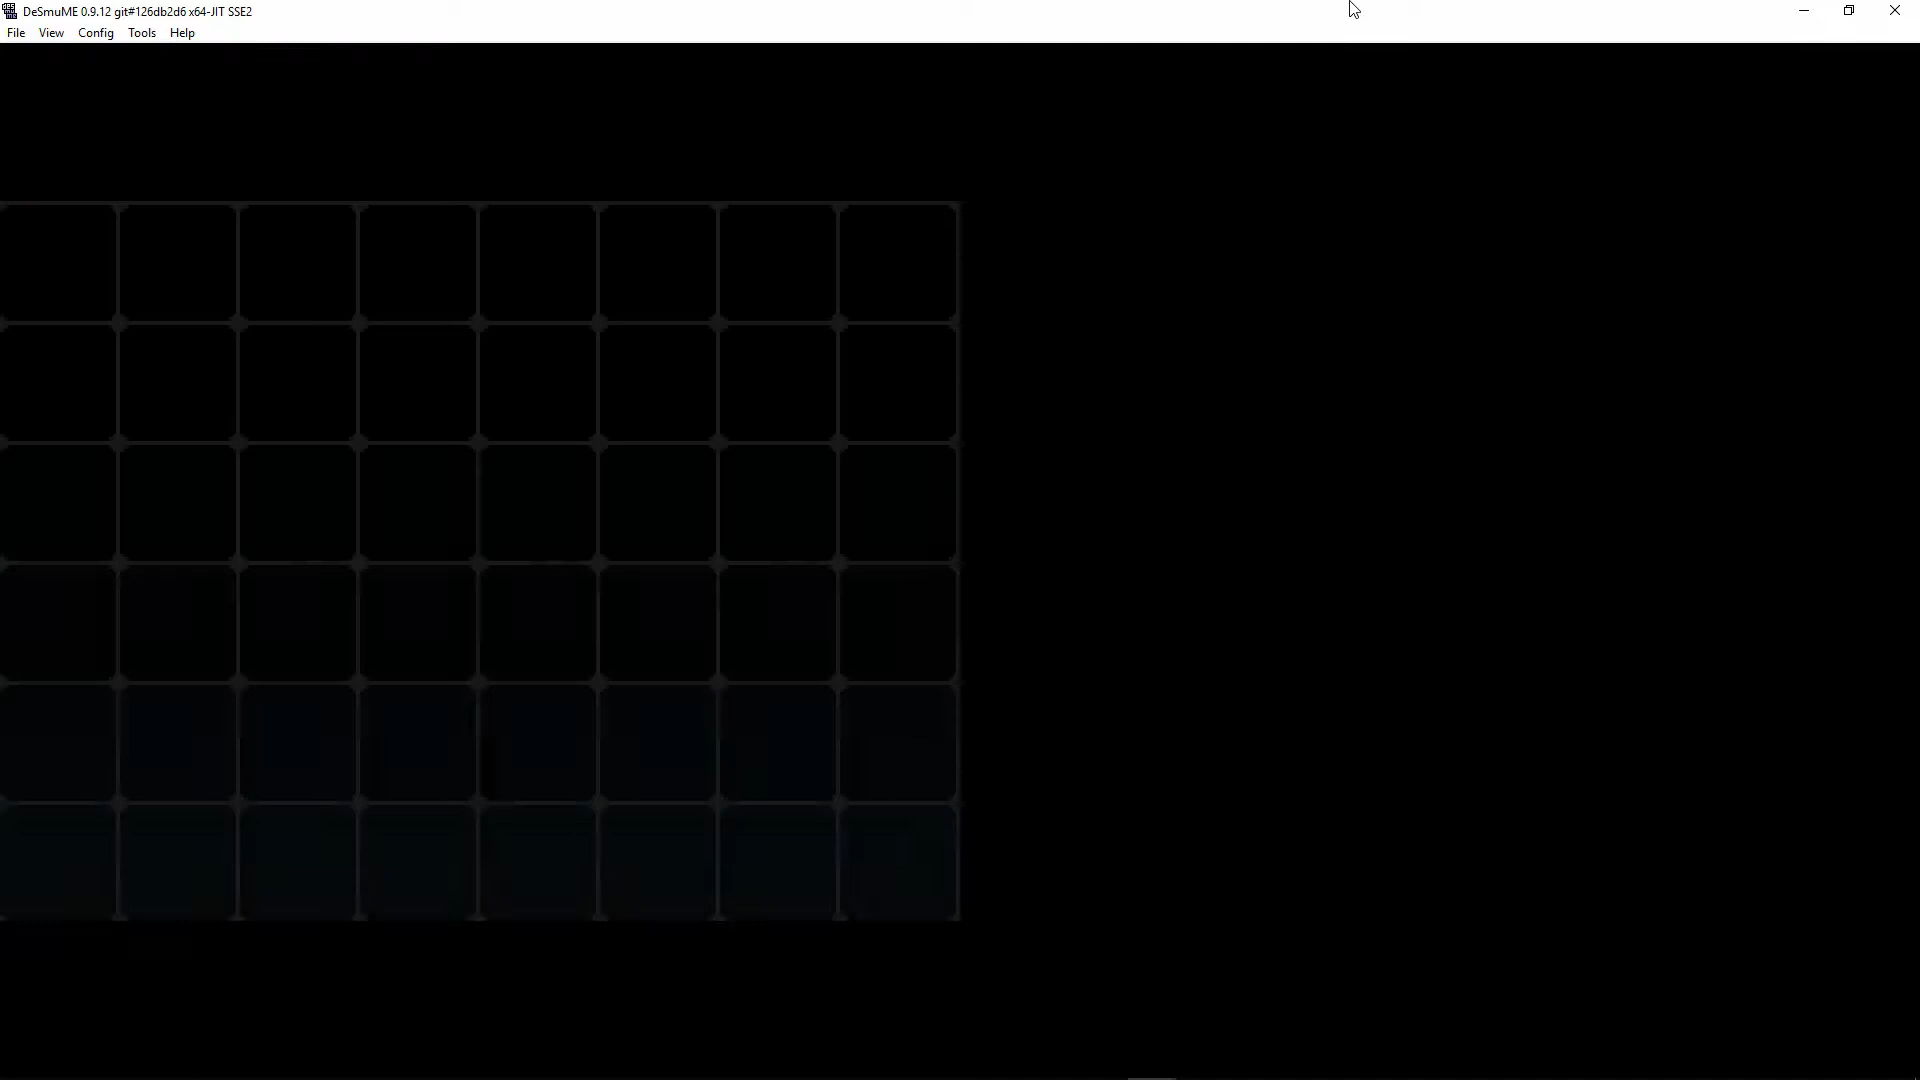 DeSmuME 0.9.12 git#126db2d6 x64-JIT SSE2
File View Config Tools Help